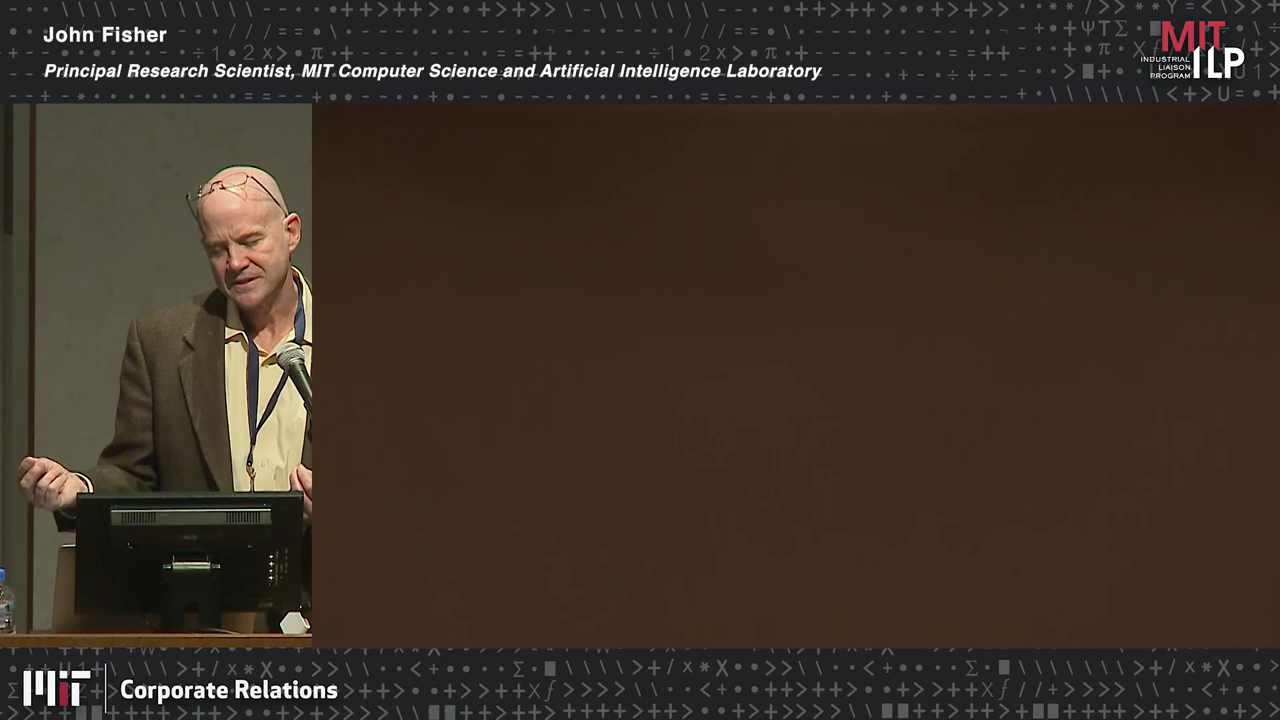 John Fisher
Principal Research Scientist, MIT Computer Science and Artificial Intelligence Laboratory
MIT
INDUSTRIAL
LIAISON
PROGRAM
ILP
MIT
Corporate Relations